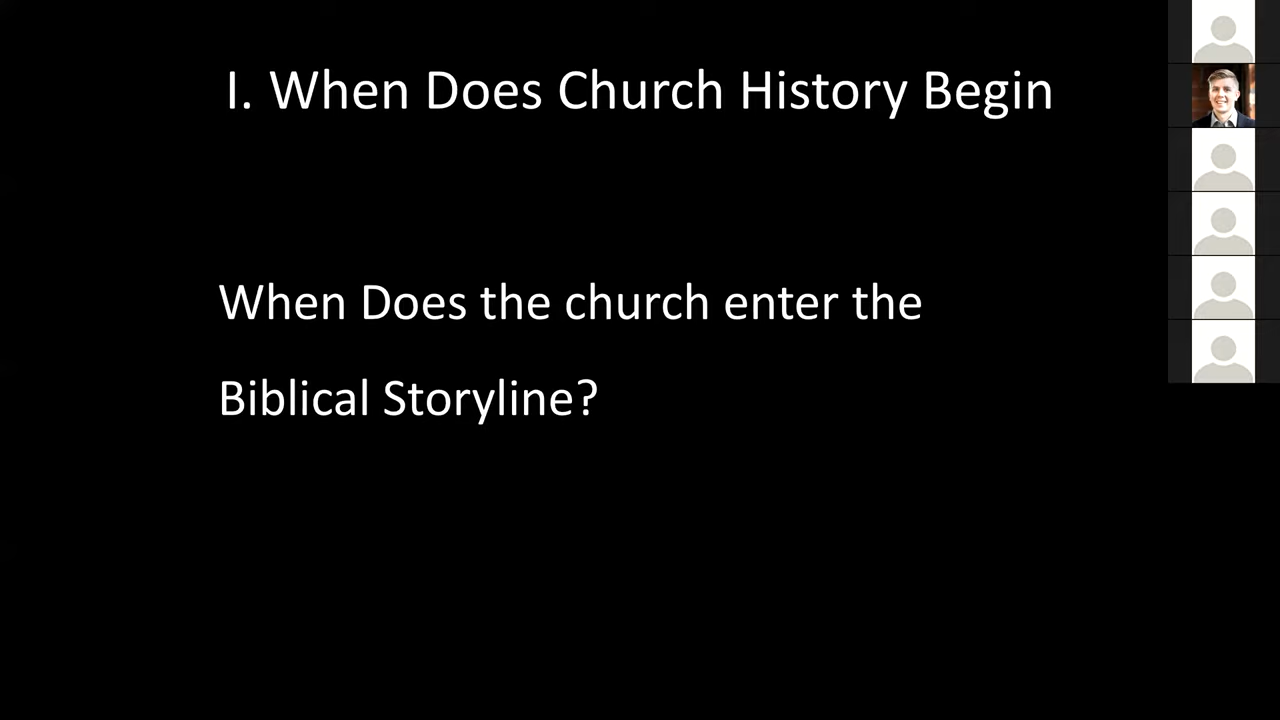 I. When Does Church History Begin
When Does the church enter the
Biblical Storyline?